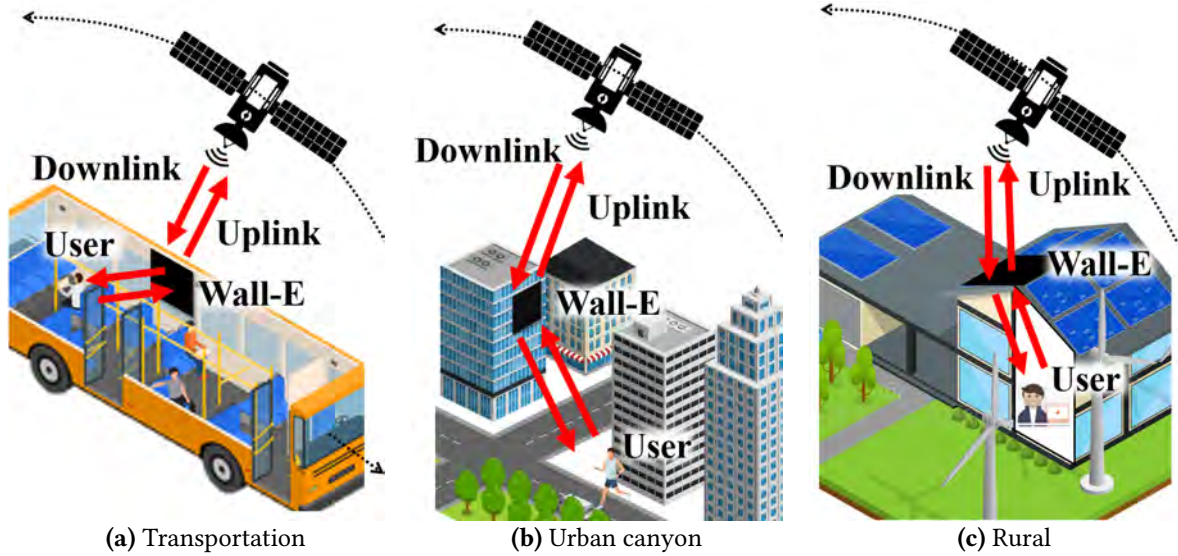 Downlink
Uplink
User
Wall-E
(a) Transportation
Downlink
Uplink
Wall-E
User
(b) Urban canyon
Downlink
Uplink
Wall-E
User
(c) Rural